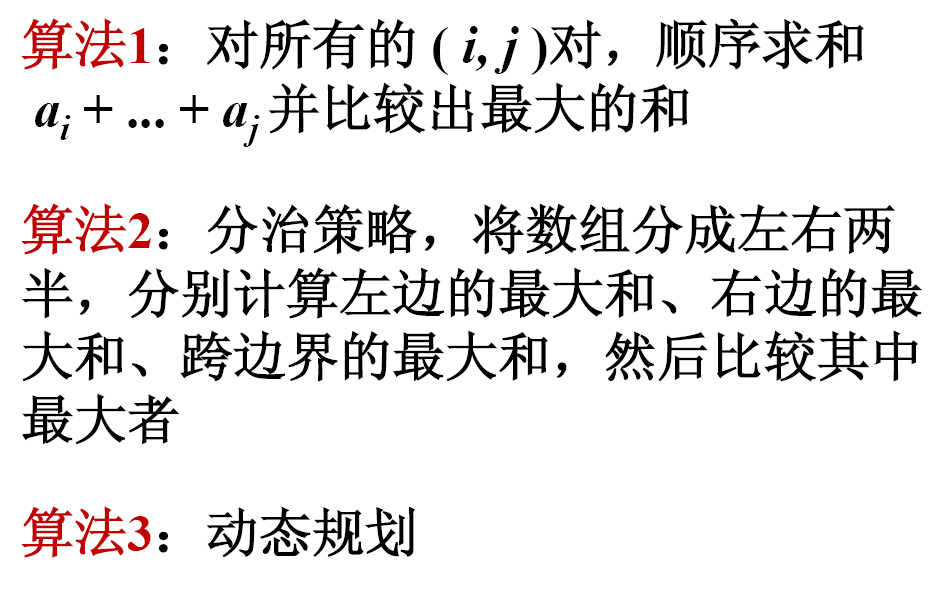 算法1：对所有的 ( i, j )对，顺序求和
aᵢ + ... + aⱼ 并比较出最大的和
算法2：分治策略，将数组分成左右两
半，分别计算左边的最大和、右边的最
大和、跨边界的最大和，然后比较其中
最大者
算法3：动态规划